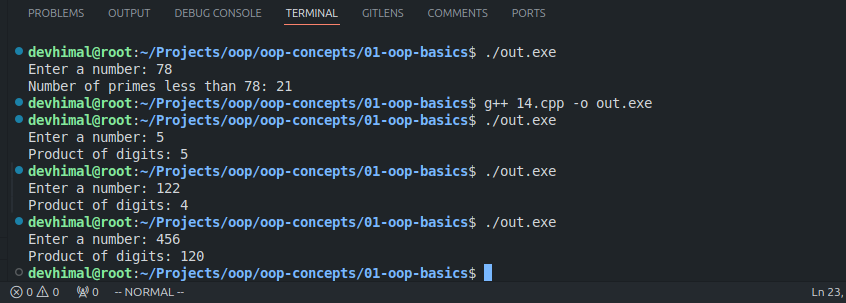 PROBLEMS OUTPUT DEBUG CONSOLE TERMINAL GITLENS COMMENTS PORTS
devhimal@root:~/Projects/oop/oop-concepts/01-oop-basics$ ./out.exe
Enter a number: 78
Number of primes less than 78: 21
devhimal@root:~/Projects/oop/oop-concepts/01-oop-basics$ g++ 14.cpp -o out.exe
devhimal@root:~/Projects/oop/oop-concepts/01-oop-basics$ ./out.exe
Enter a number: 5
Product of digits: 5
devhimal@root:~/Projects/oop/oop-concepts/01-oop-basics$ ./out.exe
Enter a number: 122
Product of digits: 4
devhimal@root:~/Projects/oop/oop-concepts/01-oop-basics$ ./out.exe
Enter a number: 456
Product of digits: 120
devhimal@root:~/Projects/oop/oop-concepts/01-oop-basics$
0 0 0 -- NORMAL -- Ln 23,